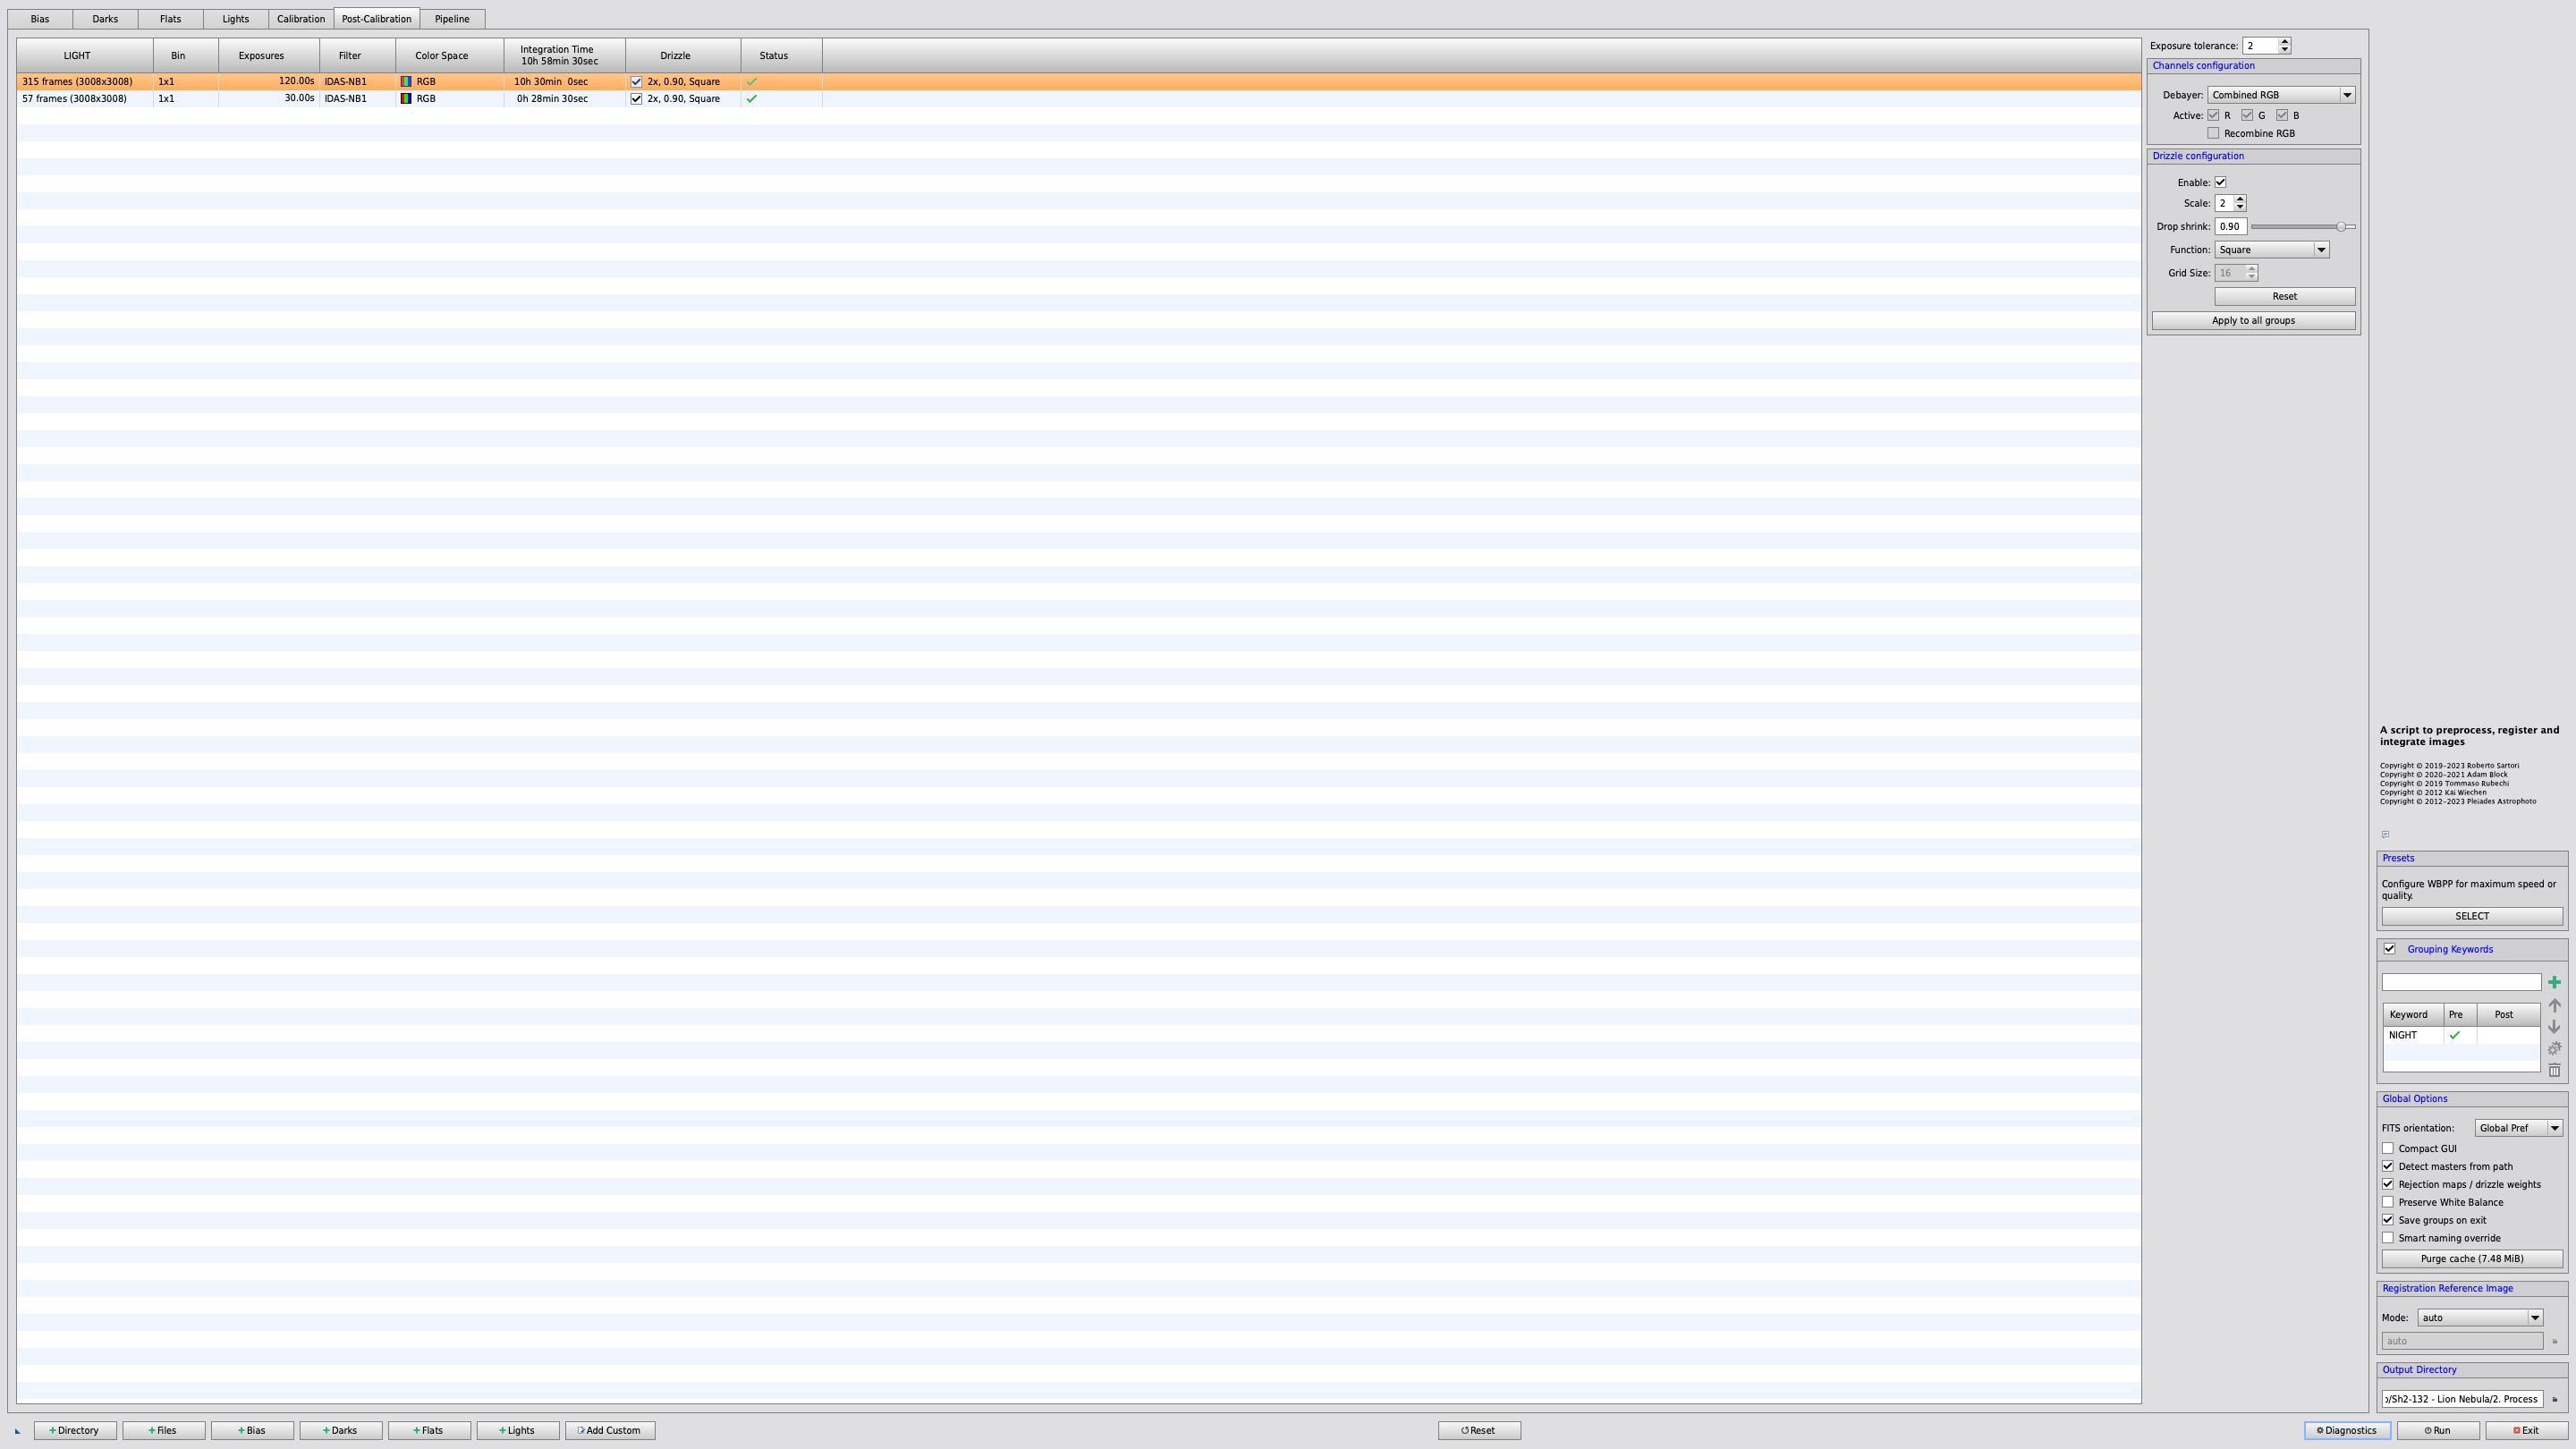 Bias Darks Flats Lights Calibration Post-Calibration Pipeline
LIGHT Bin Exposures Filter Color Space Integration Time Drizzle Status
10h 58min 30sec
315 frames (3008x3008) 1x1 120.00s IDAS-NB1 RGB 10h 30min 0sec 2x, 0.90, Square
57 frames (3008x3008) 1x1 30.00s IDAS-NB1 RGB 0h 28min 30sec 2x, 0.90, Square
Exposure tolerance: 2
Channels configuration
Debayer: Combined RGB
Active: R G B
Recombine RGB
Drizzle configuration
Enable:
Scale: 2
Drop shrink: 0.90
Function: Square
Grid Size: 16
Reset
Apply to all groups
A script to preprocess, register and
integrate images
Copyright © 2019-2023 Roberto Sartori
Copyright © 2020-2021 Adam Block
Copyright © 2019 Tommaso Rubechi
Copyright © 2012 Kai Wiechen
Copyright © 2012-2023 Pleiades Astrophoto
Presets
Configure WBPP for maximum speed or
quality.
SELECT
Grouping Keywords
Keyword Pre Post
NIGHT
Global Options
FITS orientation: Global Pref
Compact GUI
Detect masters from path
Rejection maps / drizzle weights
Preserve White Balance
Save groups on exit
Smart naming override
Purge cache (7.48 MiB)
Registration Reference Image
Mode: auto
auto
Output Directory
/Sh2-132 - Lion Nebula/2. Process
Directory Files Bias Darks Flats Lights Add Custom Reset Diagnostics Run Exit